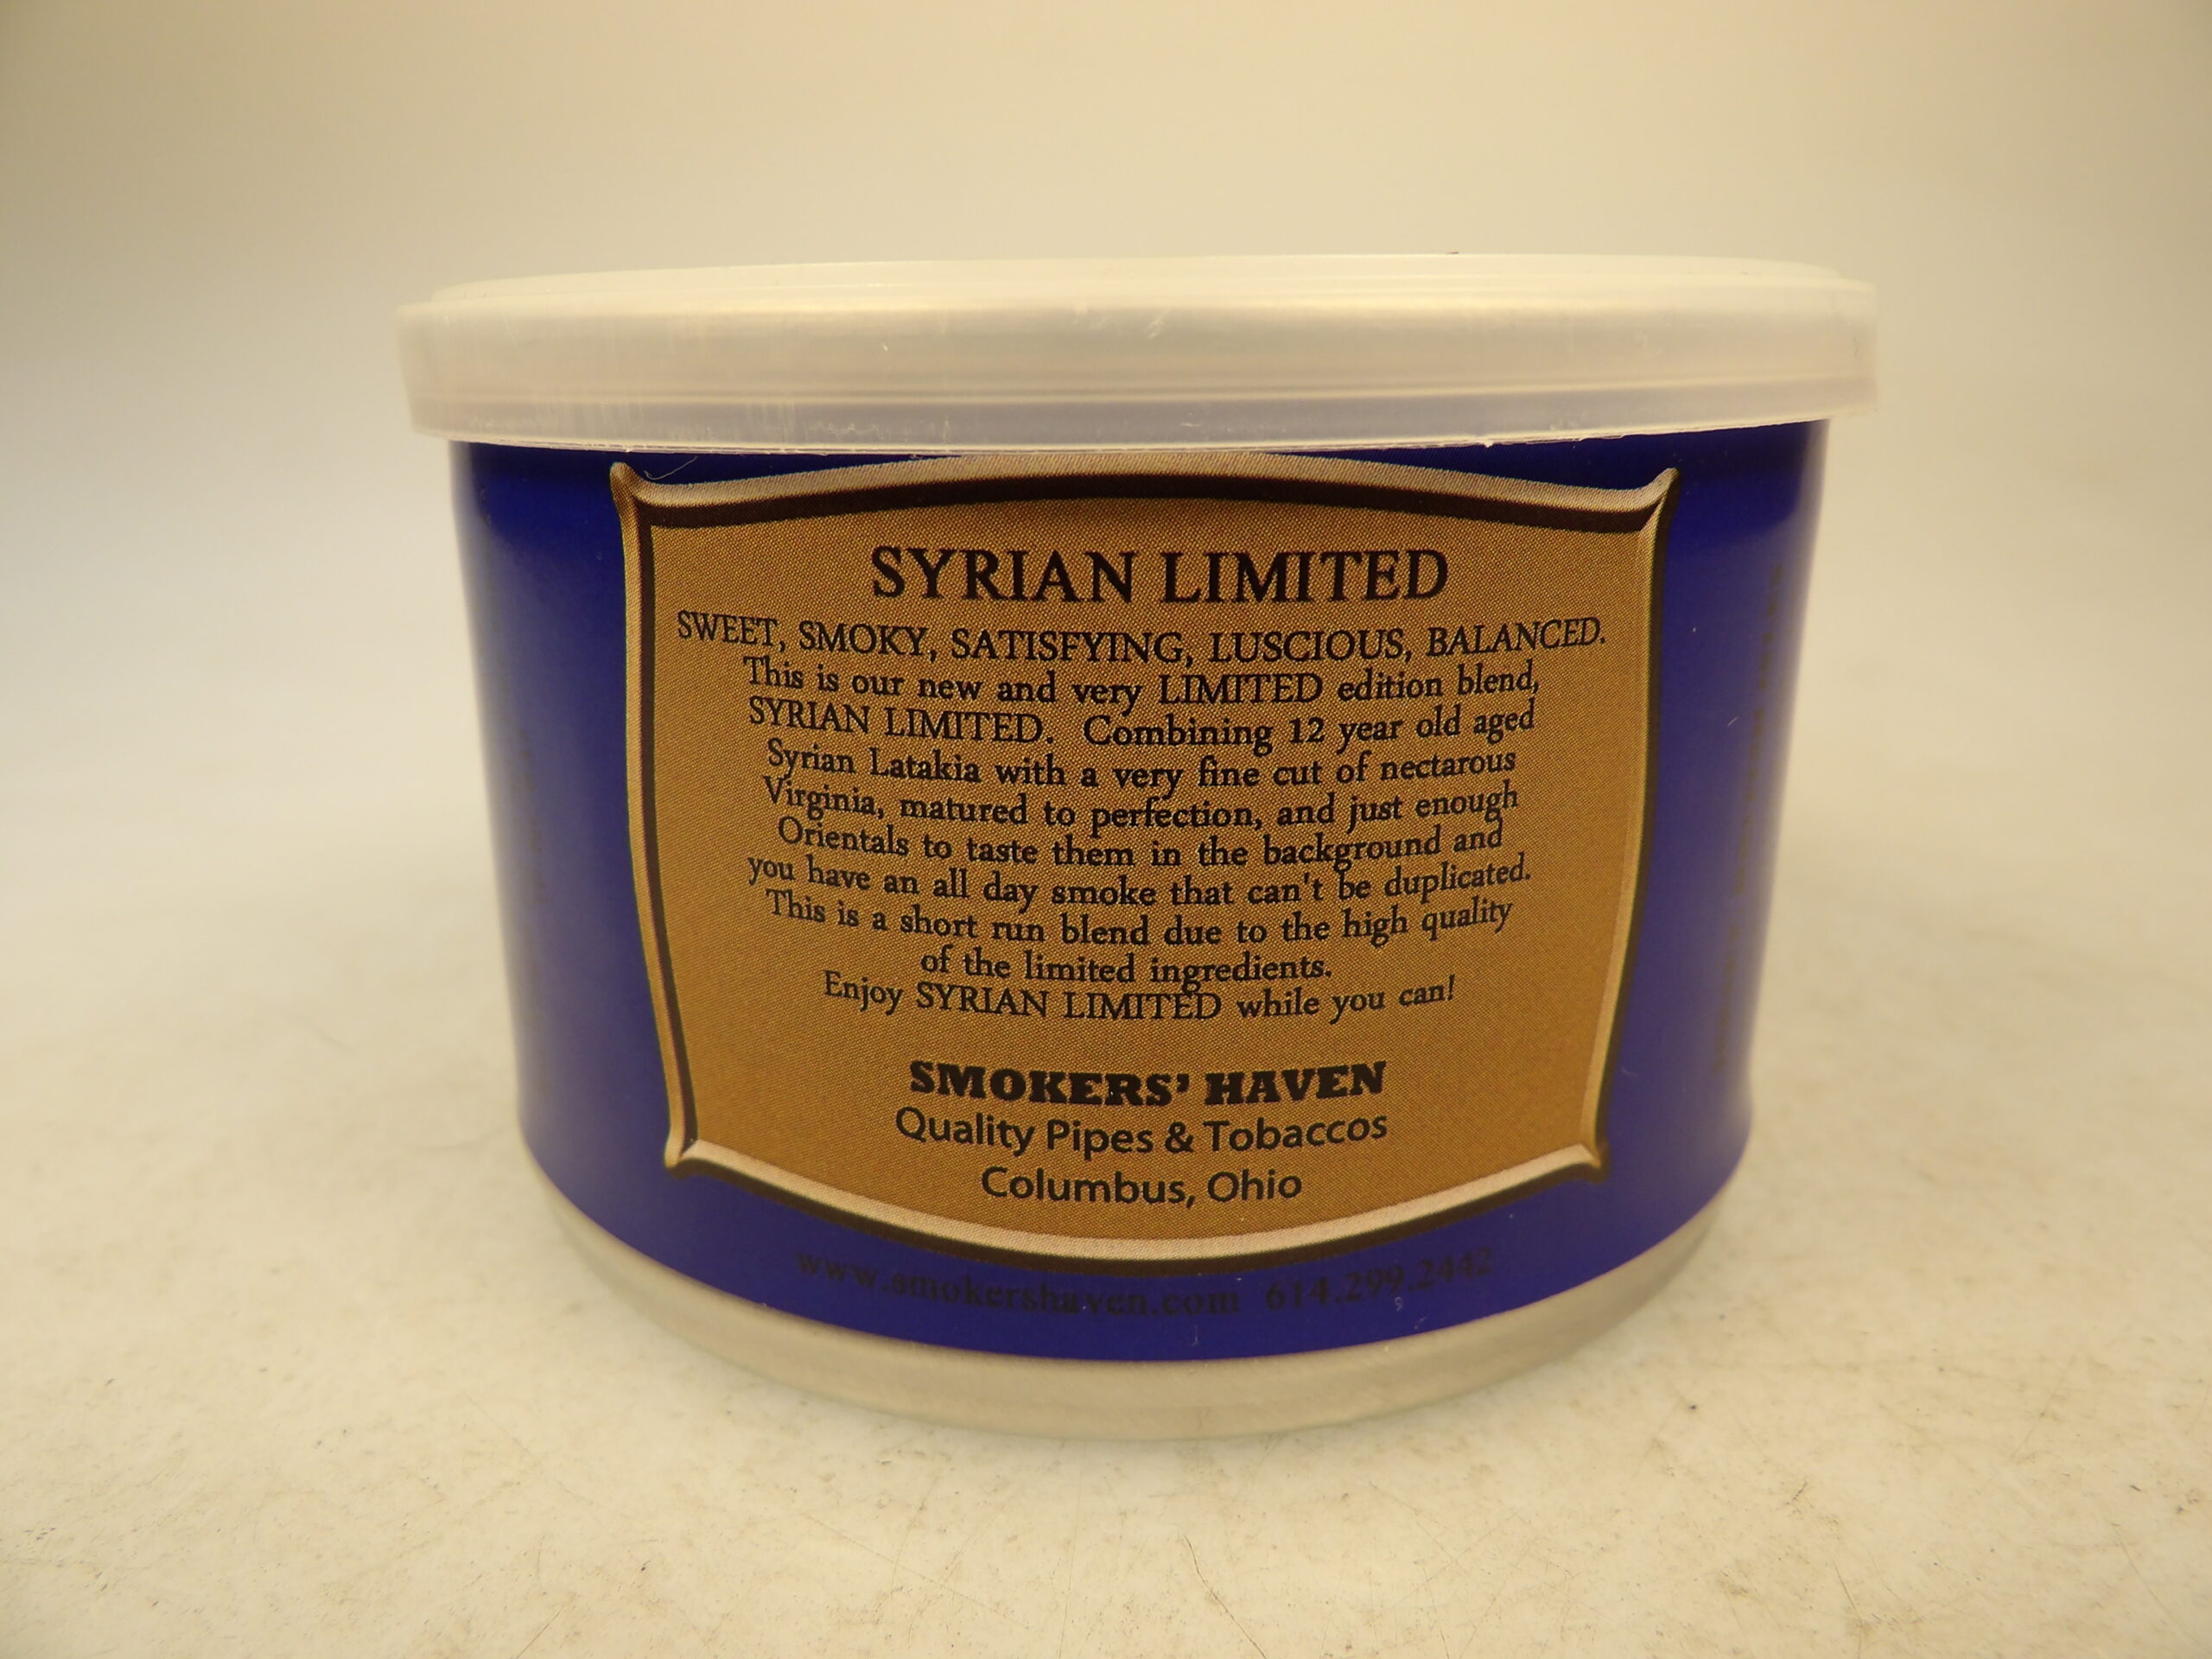 SYRIAN LIMITED
SWEET, SMOKY, SATISFYING, LUSCIOUS, BALANCED.
This is our new and very LIMITED edition blend,
SYRIAN LIMITED. Combining 12 year old aged
Syrian Latakia with a very fine cut of nectarous
Virginia, matured to perfection, and just enough
Orientals to taste them in the background and
you have an all day smoke that can't be duplicated.
This is a short run blend due to the high quality
of the limited ingredients.
Enjoy SYRIAN LIMITED while you can!
SMOKERS' HAVEN
Quality Pipes & Tobaccos
Columbus, Ohio
www.smokershaven.com 614.299.2442